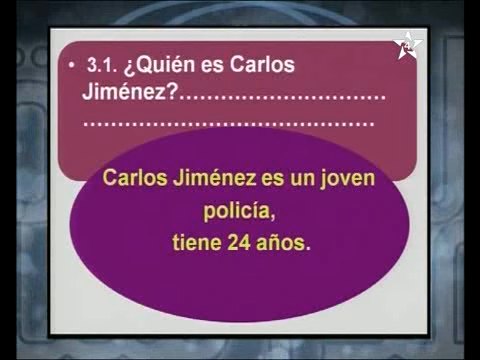 • 3.1. ¿Quién es Carlos
Jiménez?..............................
..........................................
Carlos Jiménez es un joven
policía,
tiene 24 años.